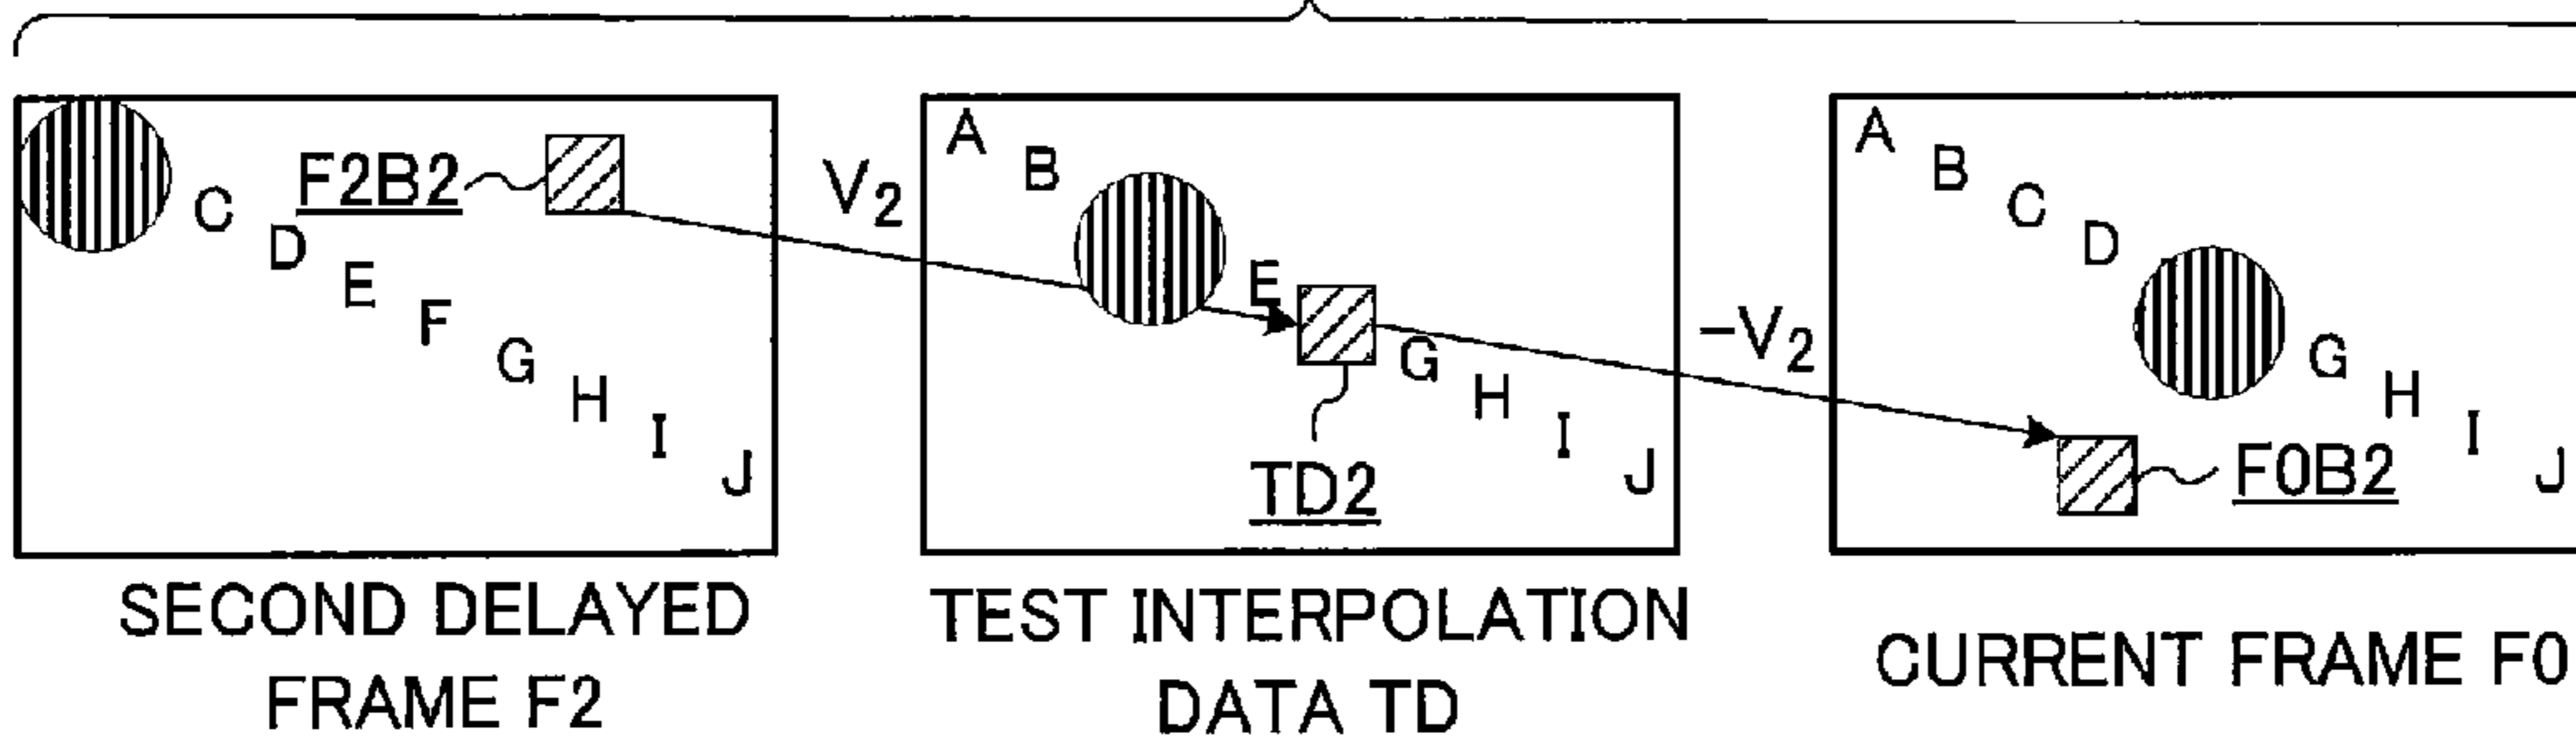 F2B2
C
D
E
F
G
H
I
J
V2
A
B
E
G
H
I
J
TD2
-V2
A
B
C
D
G
H
I
J
F0B2
SECOND DELAYED
FRAME F2
TEST INTERPOLATION
DATA TD
CURRENT FRAME F0